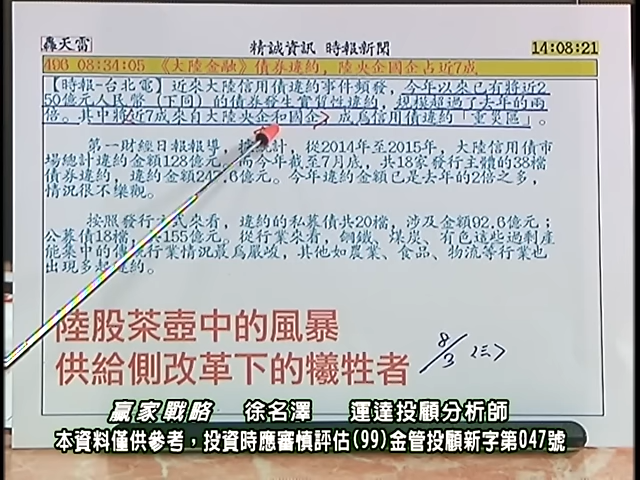 轟天雷
精誠資訊 時報新聞
14:08:21
496 08:34:05 《大陸金融》債券違約，陸央企國企占近7成
【時報-台北電】近來大陸信用債違約事件頻發，今年以來已有將近2
50億元人民幣（下同）的債券發生實質性違約，規模超過了去年的兩
倍。其中將近7成來自大陸央企和國企，成爲信用債違約「重災區」。
第一財經日報報導，據統計，從2014年至2015年，大陸信用債市
場總計違約金額128億元，而今年截至7月底，共18家發行主體的38檔
債券違約，違約金額247.6億元。今年違約金額已是去年的2倍之多，
情況很不樂觀。
按照發行方式來看，違約的私募債共20檔，涉及金額92.6億元；
公募債18檔，共155億元。從行業來看，鋼鐵、煤炭、有色這些過剩產
能集中的傳統行業情況最爲嚴峻，其他如農業、食品、物流等行業也
出現多起違約。
陸股茶壺中的風暴
供給側改革下的犧牲者
8/3 <三>
贏家戰略 徐名澤 運達投顧分析師
本資料僅供參考，投資時應審慎評估(99)金管投顧新字第047號